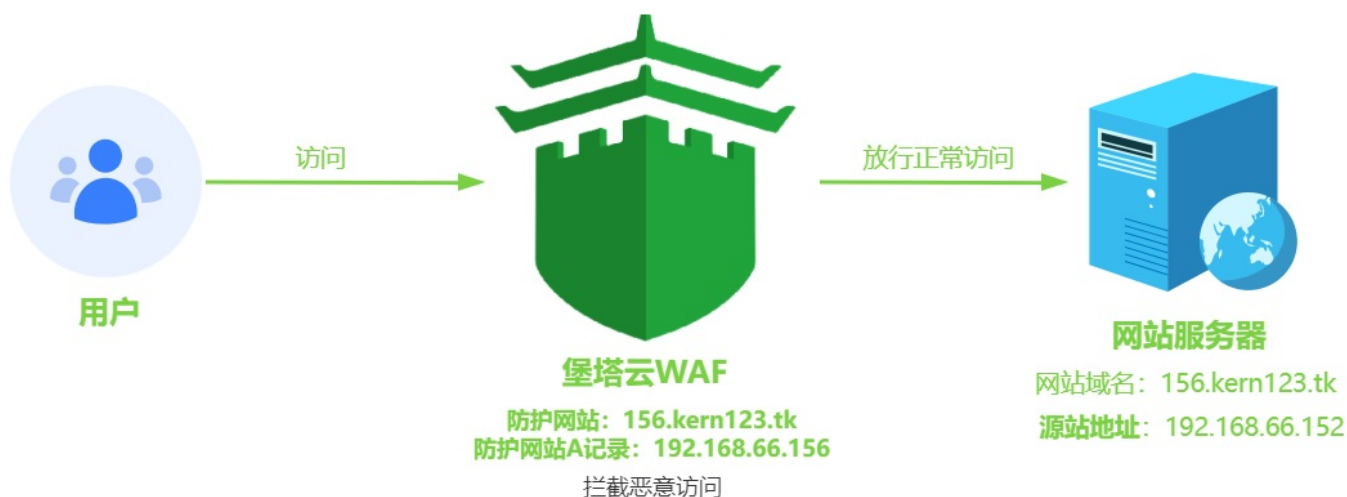 访问
放行正常访问
用户
堡塔云WAF
防护网站：156.kern123.tk
防护网站A记录：192.168.66.156
拦截恶意访问
网站服务器
网站域名：156.kern123.tk
源站地址：192.168.66.152